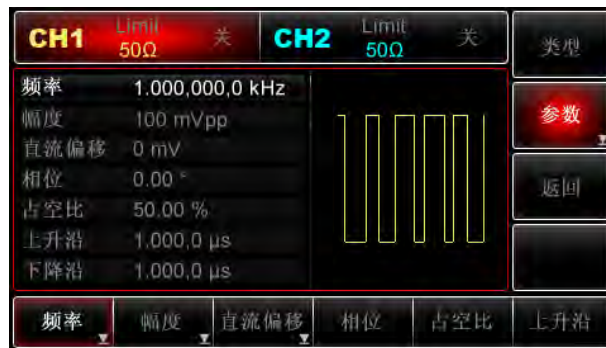 CH1 Limit 50Ω 关 CH2 Limit 50Ω 关
类型
频率 1.000,000,0 kHz
幅度 100 mVpp
参数
直流偏移 0 mV
相位 0.00 °
返回
占空比 50.00 %
上升沿 1.000,0 µs
下降沿 1.000,0 µs
频率 幅度 直流偏移 相位 占空比 上升沿